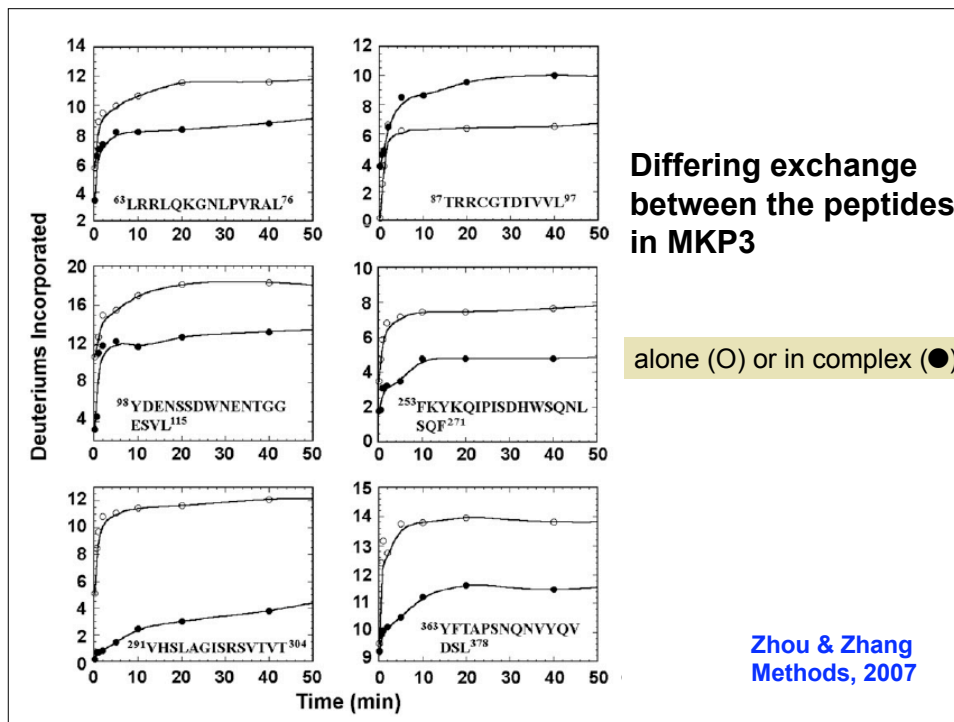 14
12
10
8
6
4
2
0 10 20 30 40 50
⁶³LRRLQKGNLPVRAL⁷⁶
12
10
8
6
4
2
0
0 10 20 30 40 50
⁸⁷TRRCGTDTVVL⁹⁷
20
16
12
8
4
0 10 20 30 40 50
⁹⁸YDENSSDWNENTGG
ESVL¹¹⁵
10
8
6
4
2
0
0 10 20 30 40 50
²⁵³FKYKQIPISDHWSQNL
SQF²⁷¹
12
10
8
6
4
2
0
0 10 20 30 40 50
²⁹¹VHSLAGISRSVTVT³⁰⁴
15
14
13
12
11
10
9
0 10 20 30 40 50
³⁶³YFTAPSNQNVYQV
DSL³⁷⁸
Deuteriums Incorporated
Time (min)
Differing exchange
between the peptides
in MKP3
alone (O) or in complex (●)
Zhou & Zhang
Methods, 2007